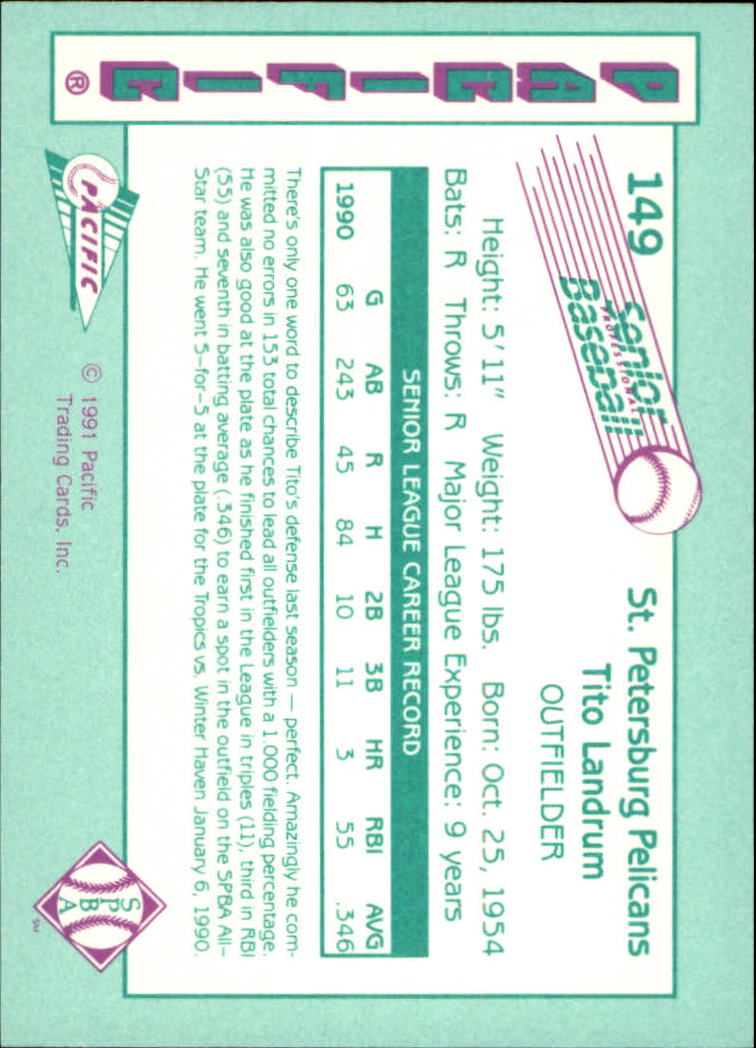 PACIFIC ®
149
Senior
PROFESSIONAL
Baseball
St. Petersburg Pelicans
Tito Landrum
OUTFIELDER
Height: 5'11" Weight: 175 lbs. Born: Oct. 25, 1954
Bats: R Throws: R Major League Experience: 9 years
SENIOR LEAGUE CAREER RECORD
G AB R H 2B 3B HR RBI AVG
1990 63 243 45 84 10 11 3 55 .346
There's only one word to describe Tito's defense last season — perfect. Amazingly he com-
mitted no errors in 153 total chances to lead all outfielders with a 1.000 fielding percentage.
He was also good at the plate as he finished first in the League in triples (11), third in RBI
(55) and seventh in batting average (.346) to earn a spot in the outfield on the SPBA All-
Star team. He went 5-for-5 at the plate for the Tropics vs. Winter Haven January 6, 1990.
PACIFIC
© 1991 Pacific
Trading Cards, Inc.
S
P
B
A
SM